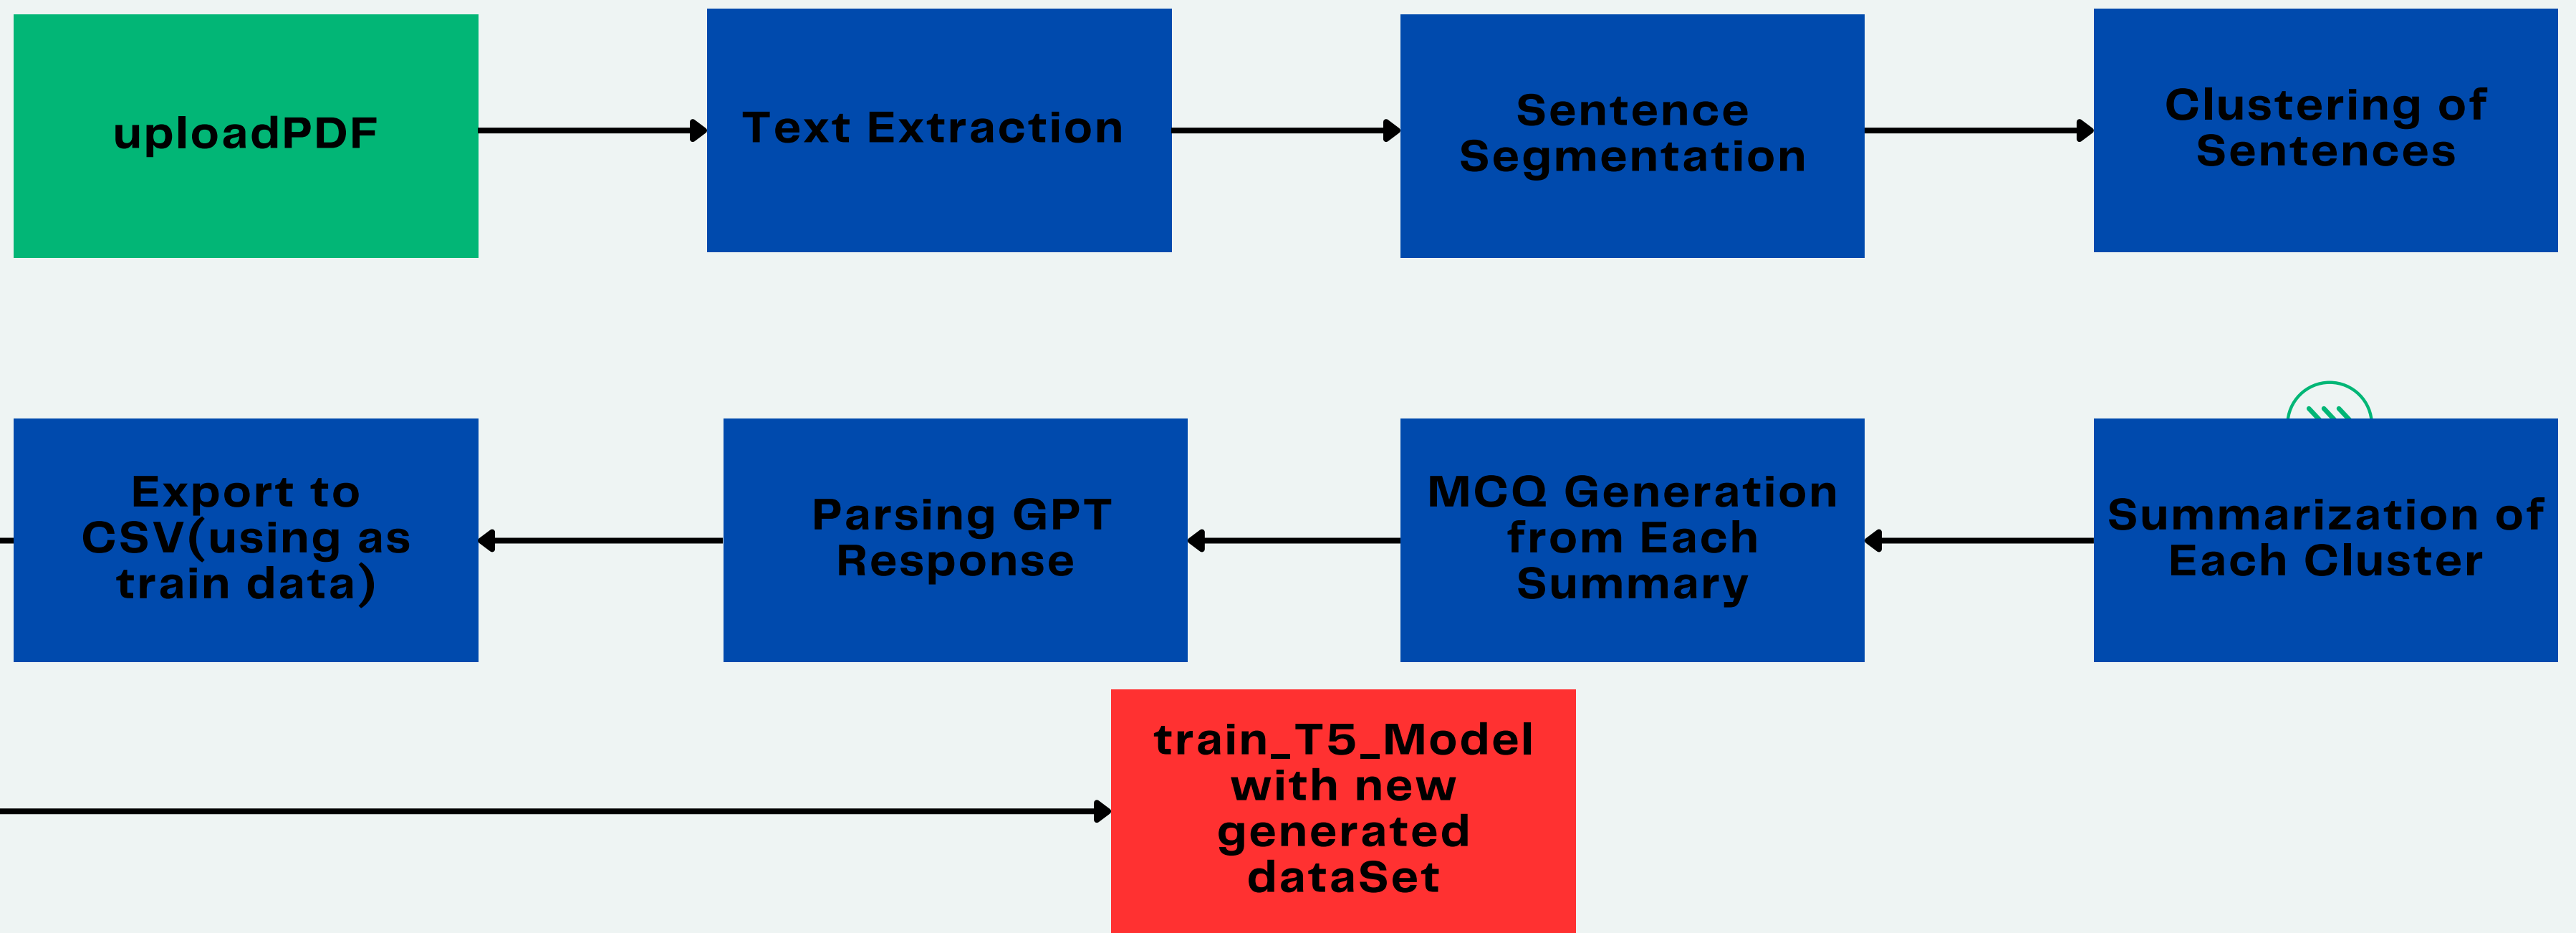 uploadPDF
Text Extraction
Sentence
Segmentation
Clustering of
Sentences
Export to
CSV(using as
train data)
Parsing GPT
Response
MCQ Generation
from Each
Summary
Summarization of
Each Cluster
train_T5_Model
with new
generated
dataSet